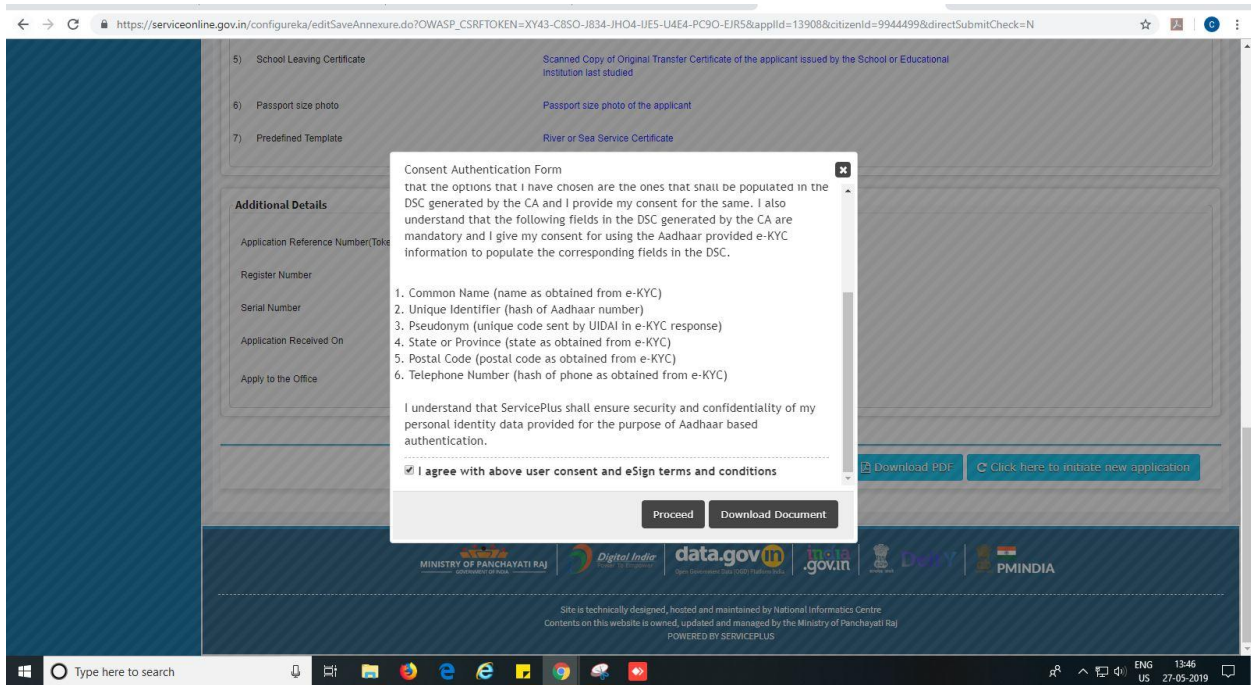 https://serviceonline.gov.in/configureka/editSaveAnnexure.do?OWASP_CSRFTOKEN=XY43-C8SO-J834-JHO4-IJE5-U4E4-PC9O-EJR5&applId=13908&citizenId=9944499&directSubmitCheck=N
C
5) School Leaving Certificate Scanned Copy of Original Transfer Certificate of the applicant issued by the School or Educational
Institution last studied
6) Passport size photo Passport size photo of the applicant
7) Predefined Template River or Sea Service Certificate
Consent Authentication Form
that the options that I have chosen are the ones that shall be populated in the
DSC generated by the CA and I provide my consent for the same. I also
understand that the following fields in the DSC generated by the CA are
mandatory and I give my consent for using the Aadhaar provided e-KYC
information to populate the corresponding fields in the DSC.
1. Common Name (name as obtained from e-KYC)
2. Unique Identifier (hash of Aadhaar number)
3. Pseudonym (unique code sent by UIDAI in e-KYC response)
4. State or Province (state as obtained from e-KYC)
5. Postal Code (postal code as obtained from e-KYC)
6. Telephone Number (hash of phone as obtained from e-KYC)
I understand that ServicePlus shall ensure security and confidentiality of my
personal identity data provided for the purpose of Aadhaar based
authentication.
I agree with above user consent and eSign terms and conditions
Proceed Download Document
Additional Details
Application Reference Number(Toke
Register Number
Serial Number
Application Received On
Apply to the Office
Download PDF Click here to initiate new application
MINISTRY OF PANCHAYATI RAJ
Digital India
Power To Empower
data.gov in
india
.gov.in
PMINDIA
Site is technically designed, hosted and maintained by National Informatics Centre
Contents on this website is owned, updated and managed by the Ministry of Panchayati Raj
POWERED BY SERVICEPLUS
Type here to search
ENG 13:46
US 27-05-2019